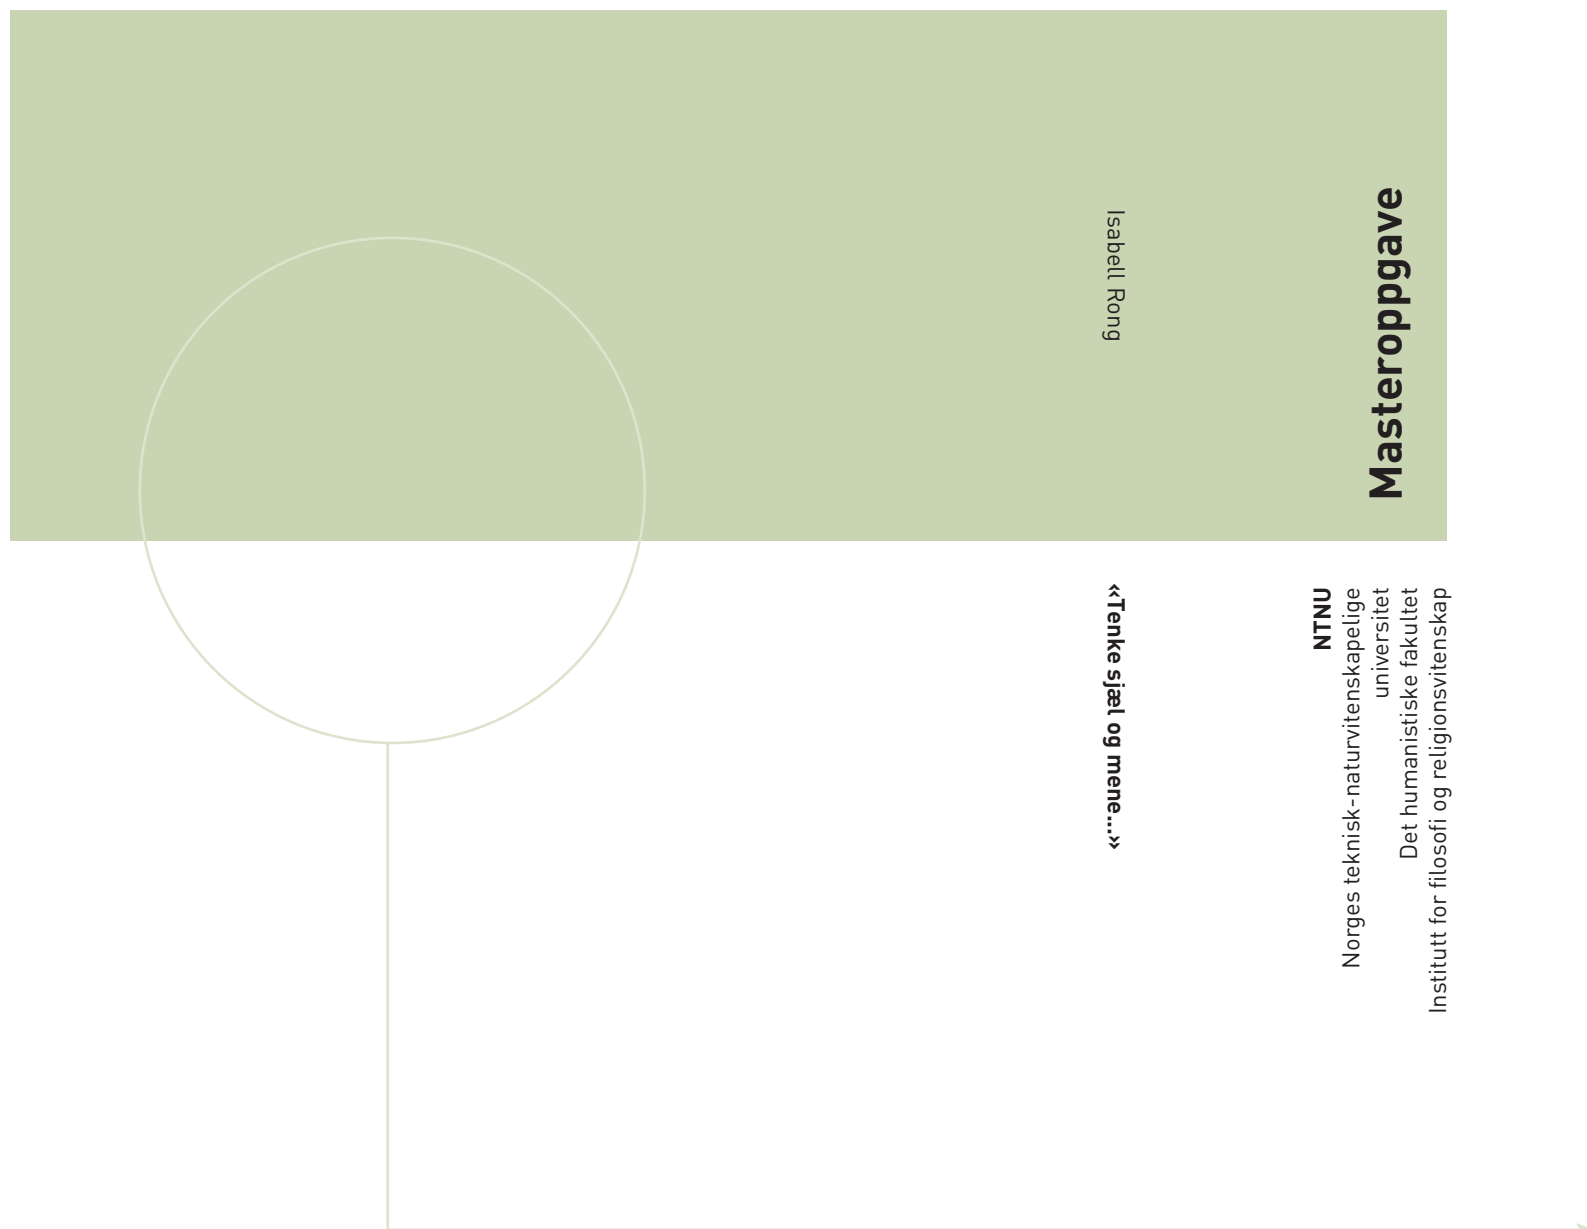 Isabell Rong
«Tenke sjæl og mene...»
Masteroppgave
NTNU
Norges teknisk-naturvitenskapelige
universitet
Det humanistiske fakultet
Institutt for filosofi og religionsvitenskap